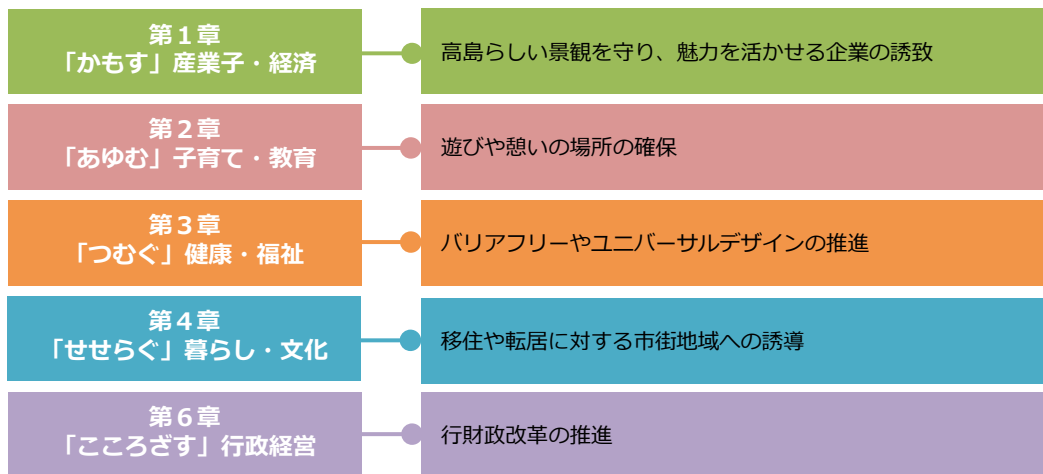 第１章
「かもす」産業子・経済
高島らしい景観を守り、魅力を活かせる企業の誘致
第２章
「あゆむ」子育て・教育
遊びや憩いの場所の確保
第３章
「つむぐ」健康・福祉
バリアフリーやユニバーサルデザインの推進
第４章
「せせらぐ」暮らし・文化
移住や転居に対する市街地域への誘導
第６章
「こころざす」行政経営
行財政改革の推進